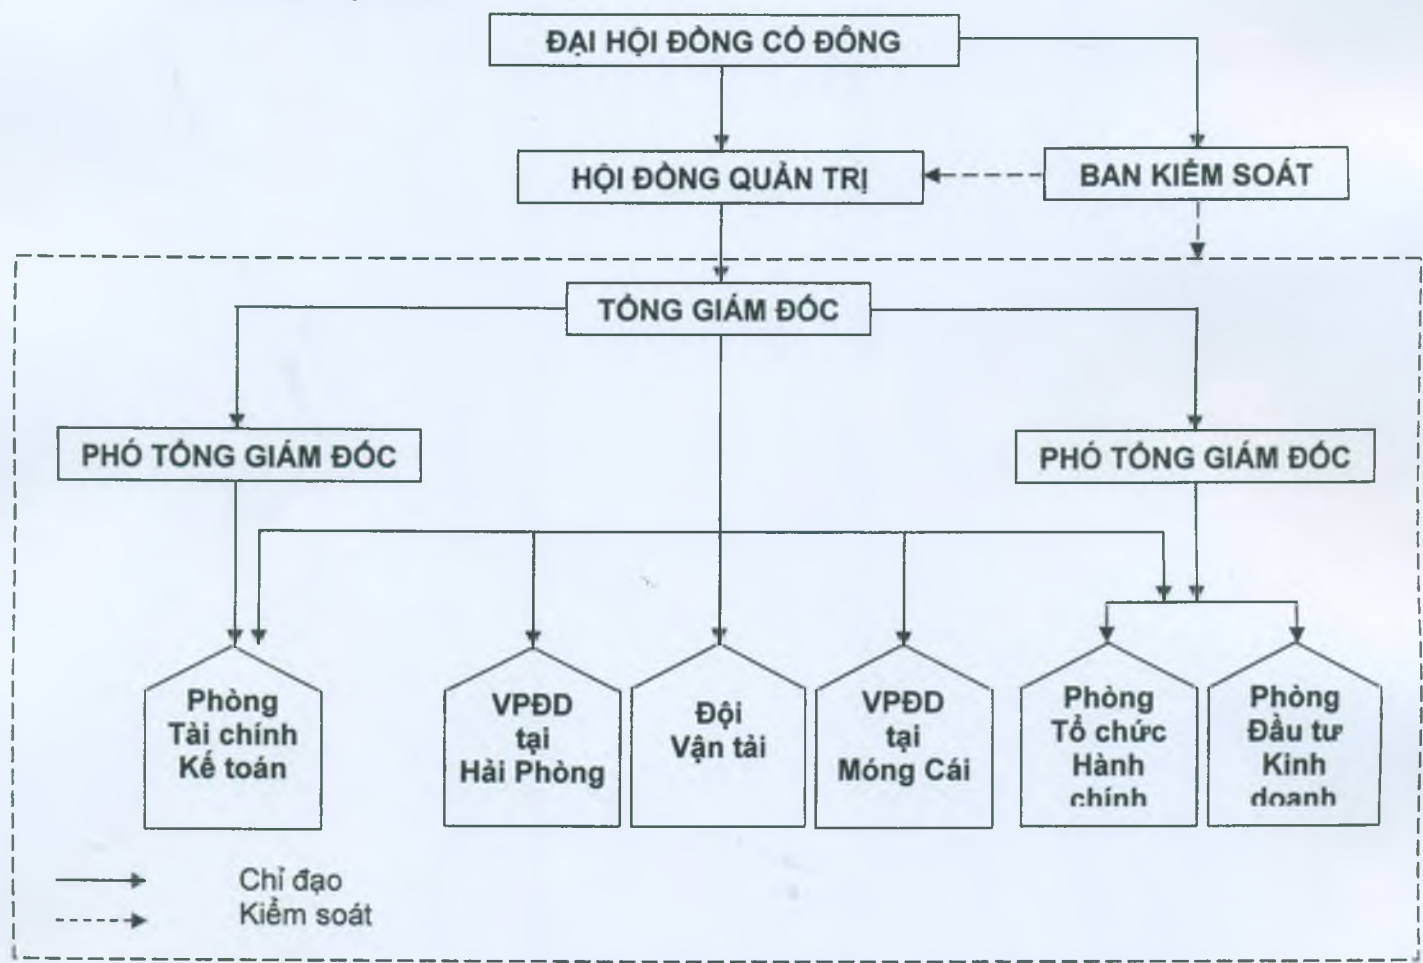 ĐẠI HỘI ĐỒNG CỔ ĐÔNG
HỘI ĐỒNG QUẢN TRỊ
BAN KIỂM SOÁT
TỔNG GIÁM ĐỐC
PHÓ TỔNG GIÁM ĐỐC
PHÓ TỔNG GIÁM ĐỐC
Phòng
Tài chính
Kế toán
VPĐD
tại
Hải Phòng
Đội
Vận tải
VPĐD
tại
Móng Cái
Phòng
Tổ chức
Hành
chính
Phòng
Đầu tư
Kinh
doanh
Chỉ đạo
Kiểm soát